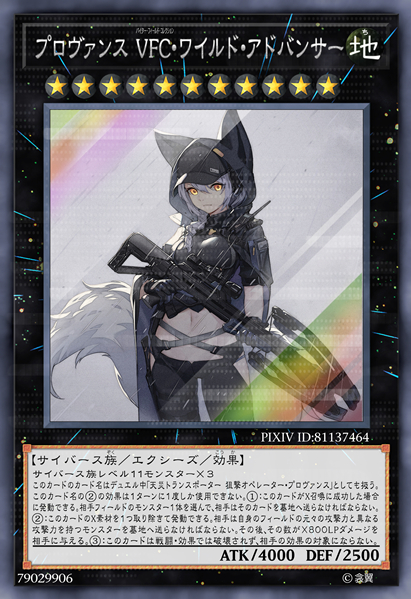 プロヴァンス VFC・ワイルド・アドバンサー 地
PIXIV ID:81137464
【サイバース族／エクシーズ／効果】
サイバース族レベル11モンスター×3
このカードのカード名はデュエル中「天災トランスポーター 狙撃オペレーター・プロヴァンス」としても扱う。
このカード名の②の効果は1ターンに1度しか使用できない。①:このカードがX召喚に成功した場合
に発動できる。相手フィールドのモンスター1体を選んで、相手はそのカードを墓地へ送らなければならない。
②:このカードのX素材を1つ取り除きて発動できる。相手は自身のフィールドの元々の攻撃力と異なる
攻撃力を持つモンスターを墓地へ送らなければならない。その後、その数が×800LPダメージを
相手に与える。③:このカードは戦闘・効果では破壊されず、相手の効果の対象にならない。
ATK/4000 DEF/2500
79029906